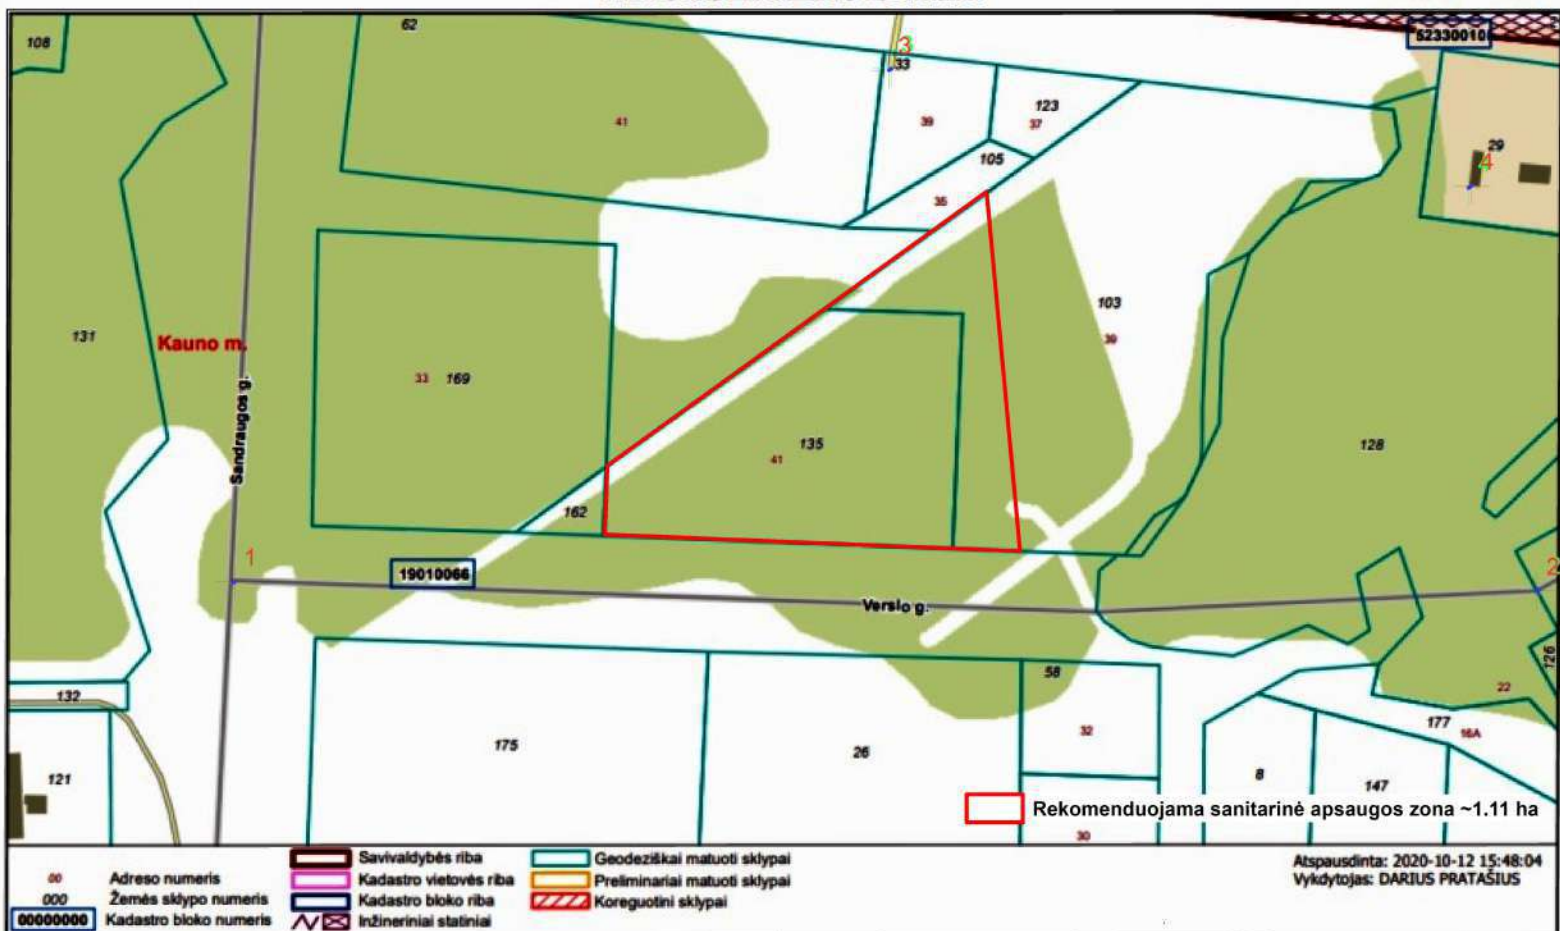 108
62
3
33
52330010
41
39
123
37
105
35
29
4
131
Kauno m.
Sandraugos g.
33 169
103
39
135
41
128
162
1
19010066
Verslo g.
2
126
58
22
132
175
26
32
177
16A
121
8
147
Rekomenduojama sanitarinė apsaugos zona ~1.11 ha
30
00 Adreso numeris
000 Žemės sklypo numeris
00000000 Kadastro bloko numeris
Savivaldybės riba
Kadastro vietovės riba
Kadastro bloko riba
Inžineriniai statiniai
Geodeziškai matuoti sklypai
Preliminariai matuoti sklypai
Koreguotini sklypai
Atspausdinta: 2020-10-12 15:48:04
Vykdytojas: DARIUS PRATAŠIUS